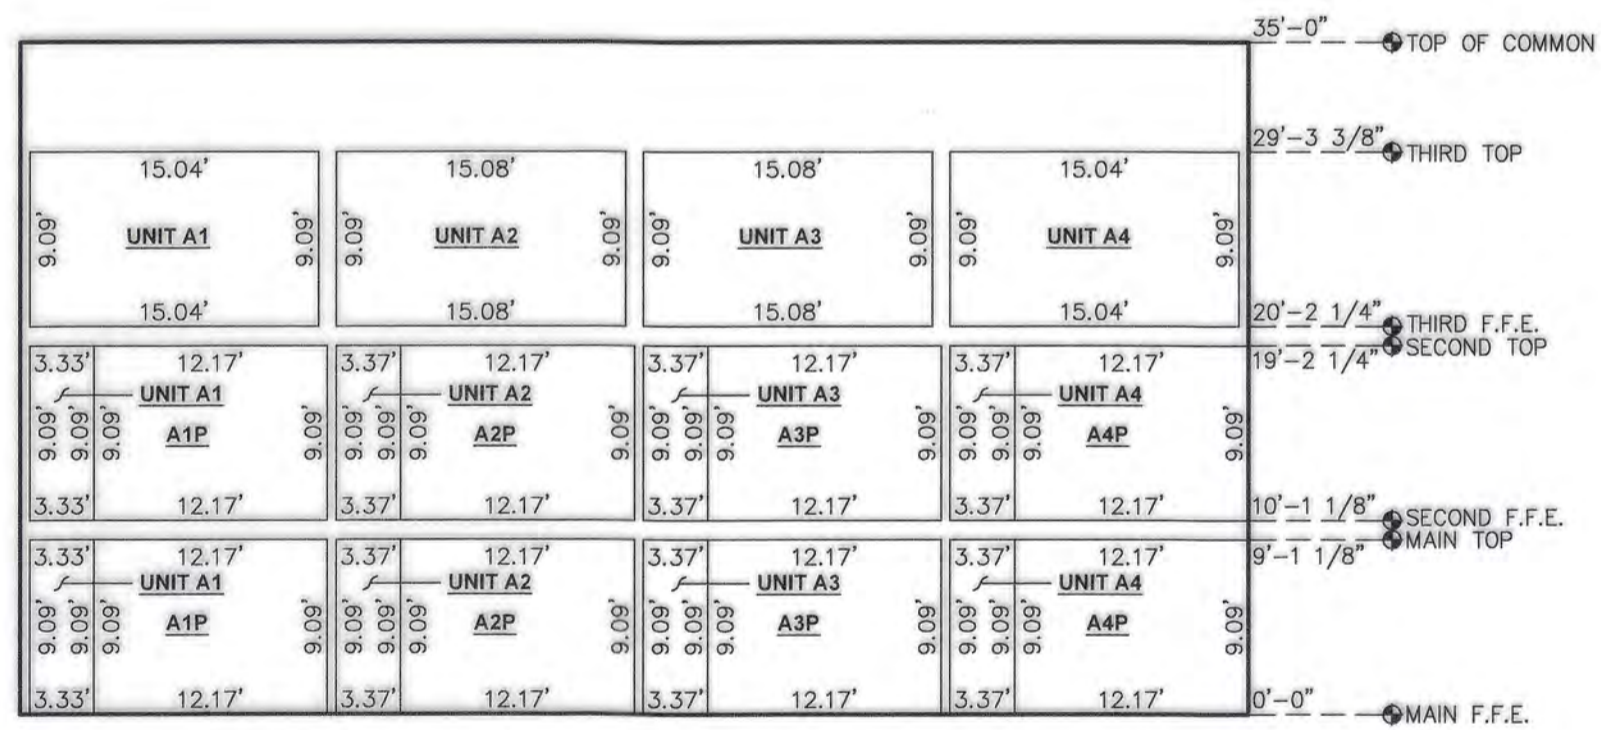 35'-0"
TOP OF COMMON
29'-3 3/8"
THIRD TOP
15.04' 15.08' 15.08' 15.04'
9.09' UNIT A1 9.09' 9.09' UNIT A2 9.09' 9.09' UNIT A3 9.09' 9.09' UNIT A4 9.09'
15.04' 15.08' 15.08' 15.04'
20'-2 1/4"
THIRD F.F.E.
SECOND TOP
19'-2 1/4"
3.33' 12.17' 3.37' 12.17' 3.37' 12.17' 3.37' 12.17'
UNIT A1 UNIT A2 UNIT A3 UNIT A4
9.09' 9.09' 9.09' A1P 9.09' 9.09' 9.09' 9.09' A2P 9.09' 9.09' 9.09' 9.09' A3P 9.09' 9.09' 9.09' 9.09' A4P 9.09'
3.33' 12.17' 3.37' 12.17' 3.37' 12.17' 3.37' 12.17'
10'-1 1/8"
SECOND F.F.E.
MAIN TOP
9'-1 1/8"
3.33' 12.17' 3.37' 12.17' 3.37' 12.17' 3.37' 12.17'
UNIT A1 UNIT A2 UNIT A3 UNIT A4
9.09' 9.09' 9.09' A1P 9.09' 9.09' 9.09' 9.09' A2P 9.09' 9.09' 9.09' 9.09' A3P 9.09' 9.09' 9.09' 9.09' A4P 9.09'
3.33' 12.17' 3.37' 12.17' 3.37' 12.17' 3.37' 12.17'
0'-0"
MAIN F.F.E.